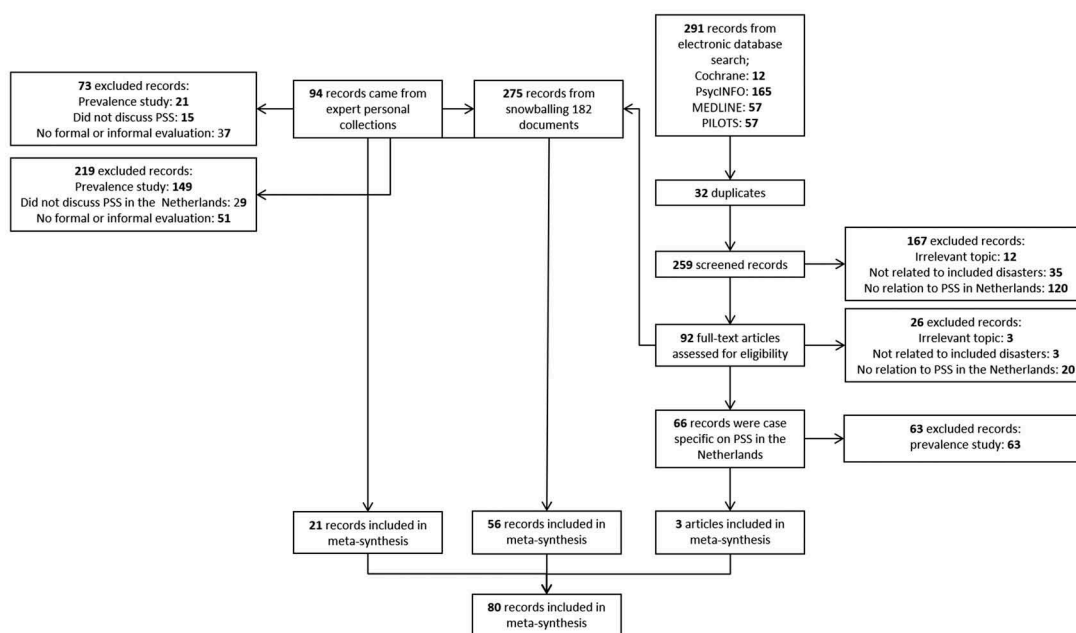 291 records from
electronic database
search;
Cochrane: 12
PsycINFO: 165
MEDLINE: 57
PILOTS: 57
73 excluded records:
Prevalence study: 21
Did not discuss PSS: 15
No formal or informal evaluation: 37
94 records came from
expert personal
collections
275 records from
snowballing 182
documents
219 excluded records:
Prevalence study: 149
Did not discuss PSS in the Netherlands: 29
No formal or informal evaluation: 51
32 duplicates
259 screened records
167 excluded records:
Irrelevant topic: 12
Not related to included disasters: 35
No relation to PSS in Netherlands: 120
92 full-text articles
assessed for eligibility
26 excluded records:
Irrelevant topic: 3
Not related to included disasters: 3
No relation to PSS in the Netherlands: 20
66 records were case
specific on PSS in the
Netherlands
63 excluded records:
prevalence study: 63
21 records included in
meta-synthesis
56 records included in
meta-synthesis
3 articles included in
meta-synthesis
80 records included in
meta-synthesis